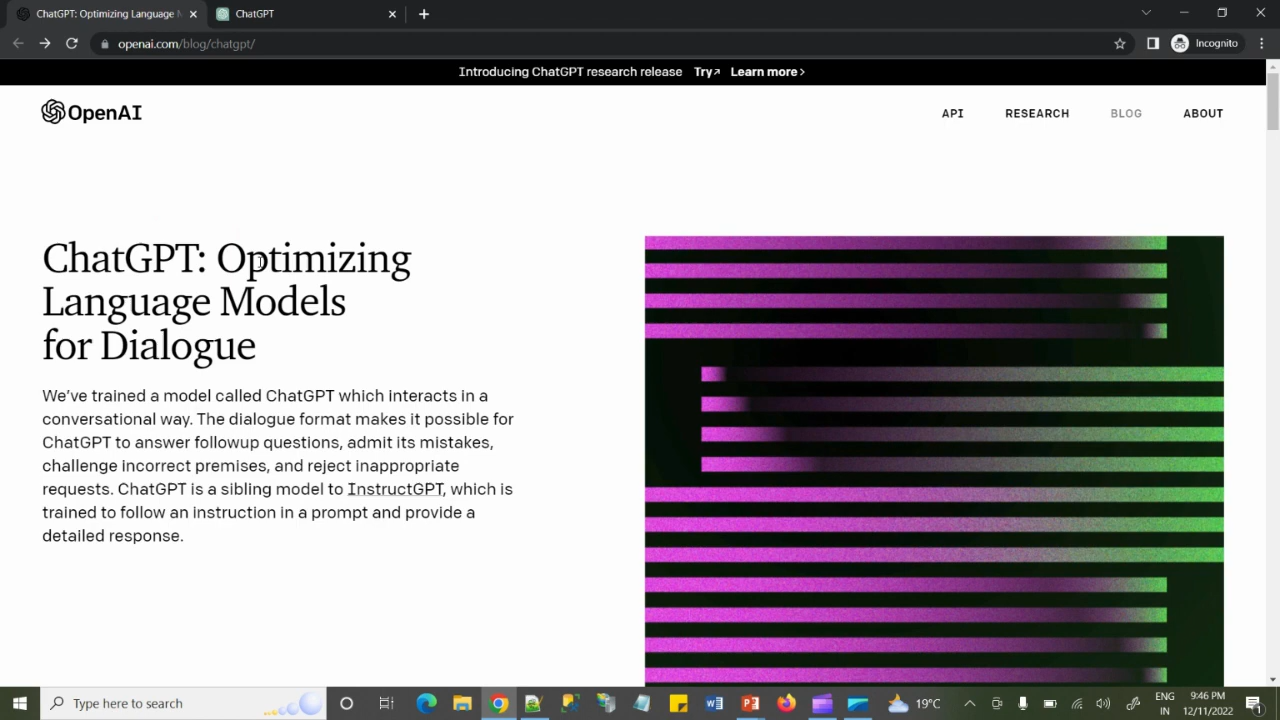 ChatGPT: Optimizing Language M
ChatGPT
openai.com/blog/chatgpt/
Incognito
Introducing ChatGPT research release Try↗ Learn more >
OpenAI
API RESEARCH BLOG ABOUT
ChatGPT: Optimizing
Language Models
for Dialogue
We’ve trained a model called ChatGPT which interacts in a
conversational way. The dialogue format makes it possible for
ChatGPT to answer followup questions, admit its mistakes,
challenge incorrect premises, and reject inappropriate
requests. ChatGPT is a sibling model to InstructGPT, which is
trained to follow an instruction in a prompt and provide a
detailed response.
Type here to search
19°C
ENG
IN
9:46 PM
12/11/2022